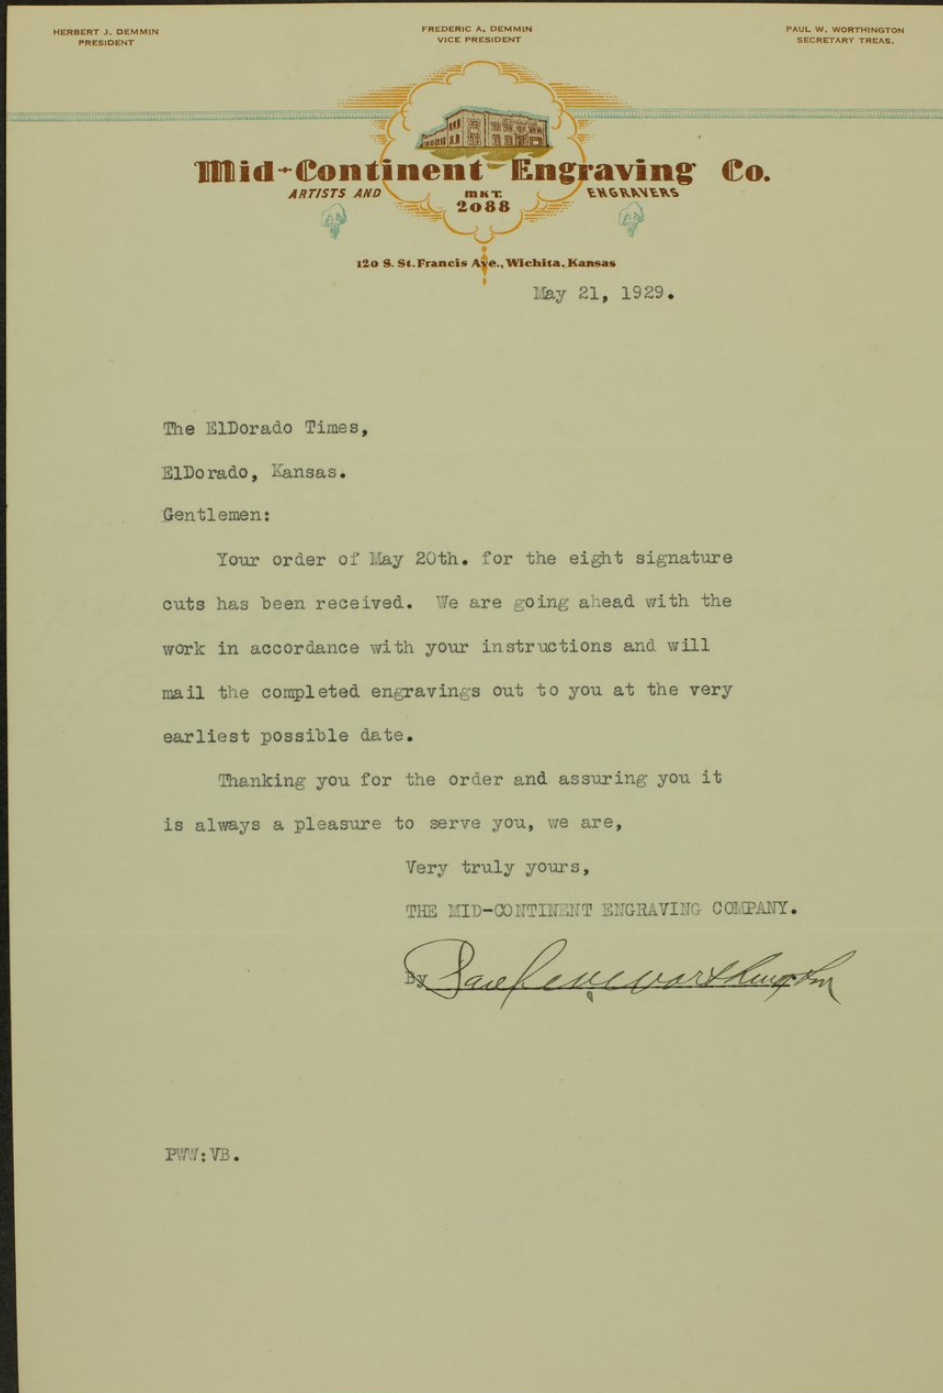 HERBERT J. DEMMIN
PRESIDENT
FREDERIC A. DEMMIN
VICE PRESIDENT
PAUL W. WORTHINGTON
SECRETARY TREAS.
Mid-Continent Engraving Co.
ARTISTS AND ENGRAVERS
MKT.
2088
120 S. St. Francis Ave., Wichita, Kansas
May 21, 1929.
The ElDorado Times,
ElDorado, Kansas.
Gentlemen:
Your order of May 20th. for the eight signature
cuts has been received. We are going ahead with the
work in accordance with your instructions and will
mail the completed engravings out to you at the very
earliest possible date.
Thanking you for the order and assuring you it
is always a pleasure to serve you, we are,
Very truly yours,
THE MID-CONTINENT ENGRAVING COMPANY.
By Paul W. Worthington
PWW:VB.